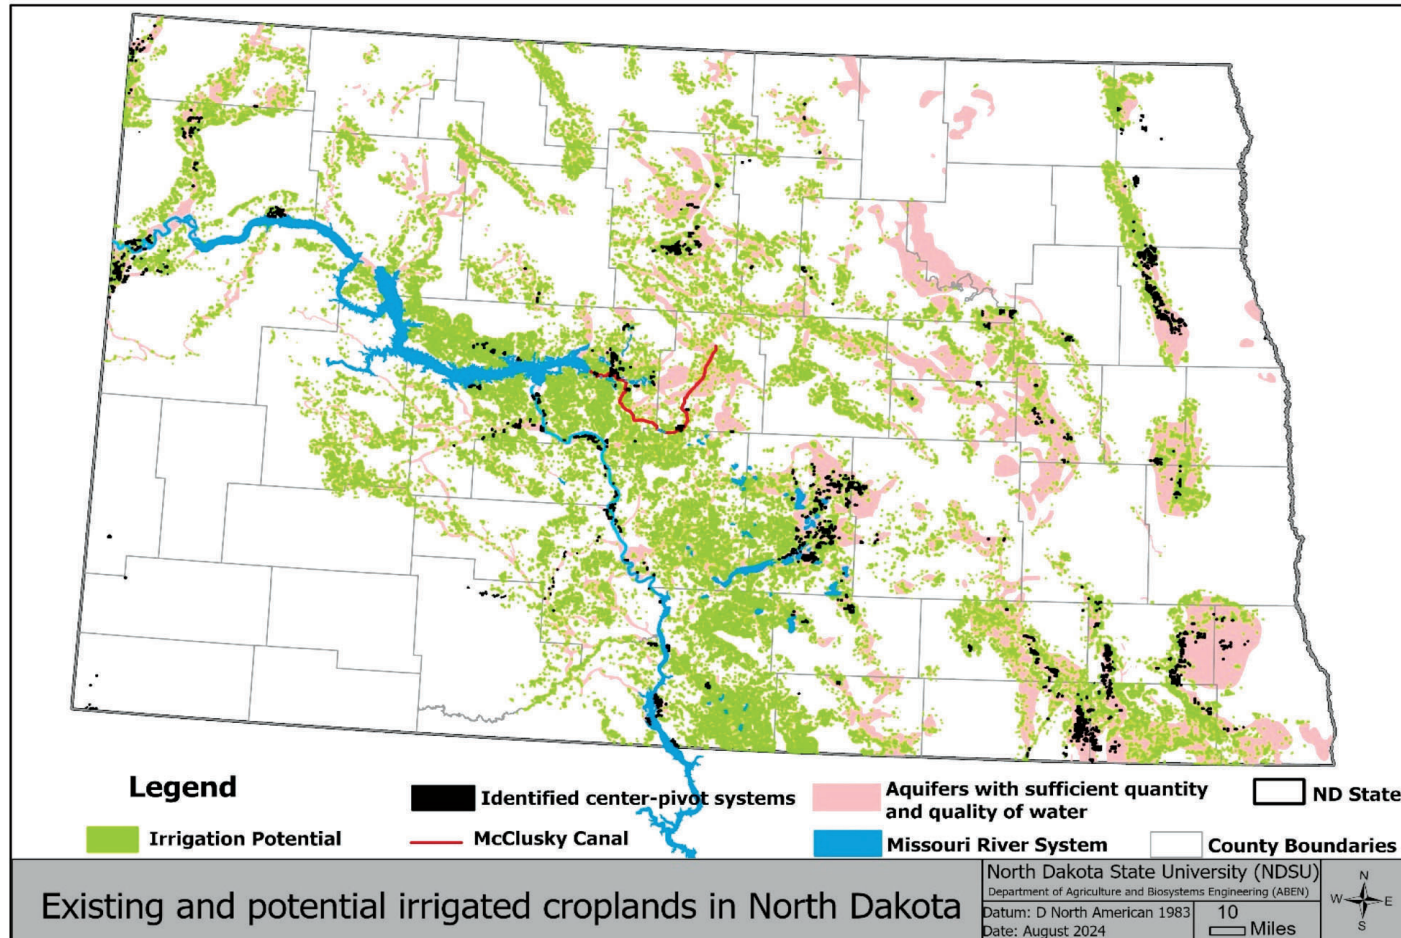 Legend
Identified center-pivot systems
Aquifers with sufficient quantity
and quality of water
ND State
Irrigation Potential
McClusky Canal
Missouri River System
County Boundaries
Existing and potential irrigated croplands in North Dakota
North Dakota State University (NDSU)
Department of Agriculture and Biosystems Engineering (ABEN)
Datum: D North American 1983
Date: August 2024
10
Miles
N
W E
S